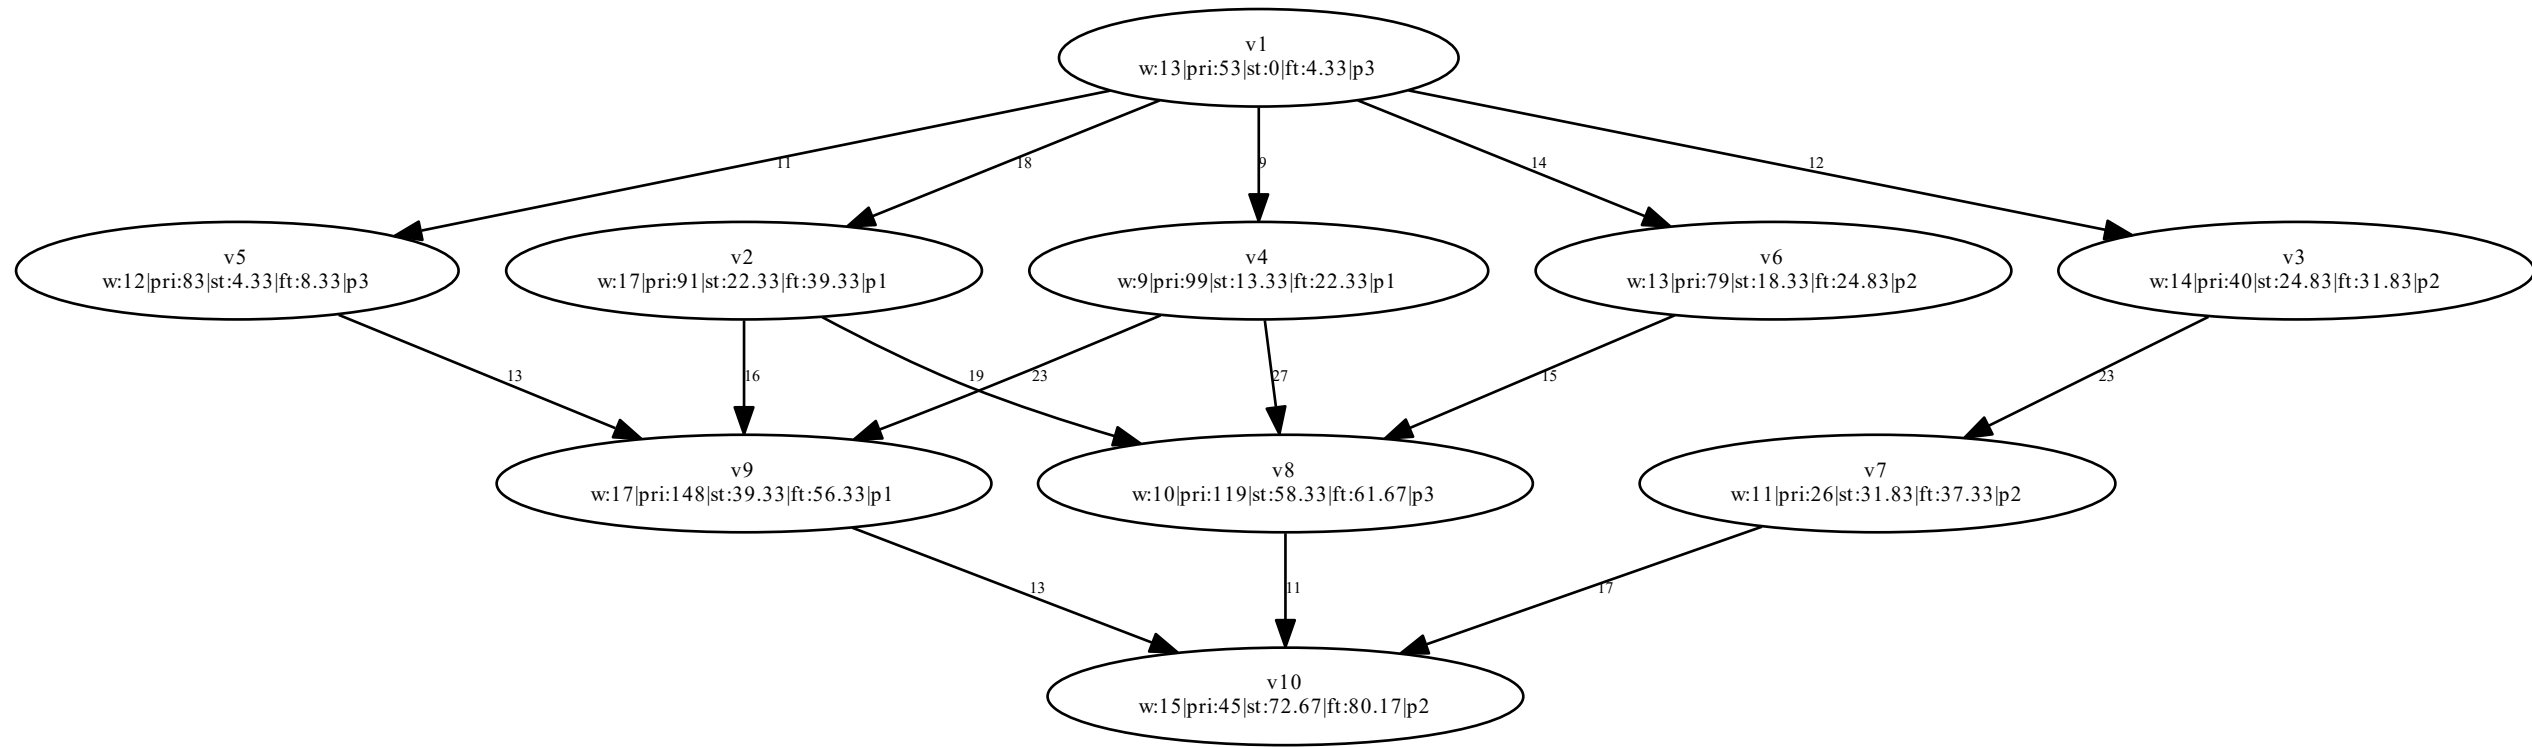 v1
w:13|pri:53|st:0|ft:4.33|p3
11
18
9
14
12
v5
w:12|pri:83|st:4.33|ft:8.33|p3
v2
w:17|pri:91|st:22.33|ft:39.33|p1
v4
w:9|pri:99|st:13.33|ft:22.33|p1
v6
w:13|pri:79|st:18.33|ft:24.83|p2
v3
w:14|pri:40|st:24.83|ft:31.83|p2
13
16
19
23
27
15
23
v9
w:17|pri:148|st:39.33|ft:56.33|p1
v8
w:10|pri:119|st:58.33|ft:61.67|p3
v7
w:11|pri:26|st:31.83|ft:37.33|p2
13
11
17
v10
w:15|pri:45|st:72.67|ft:80.17|p2